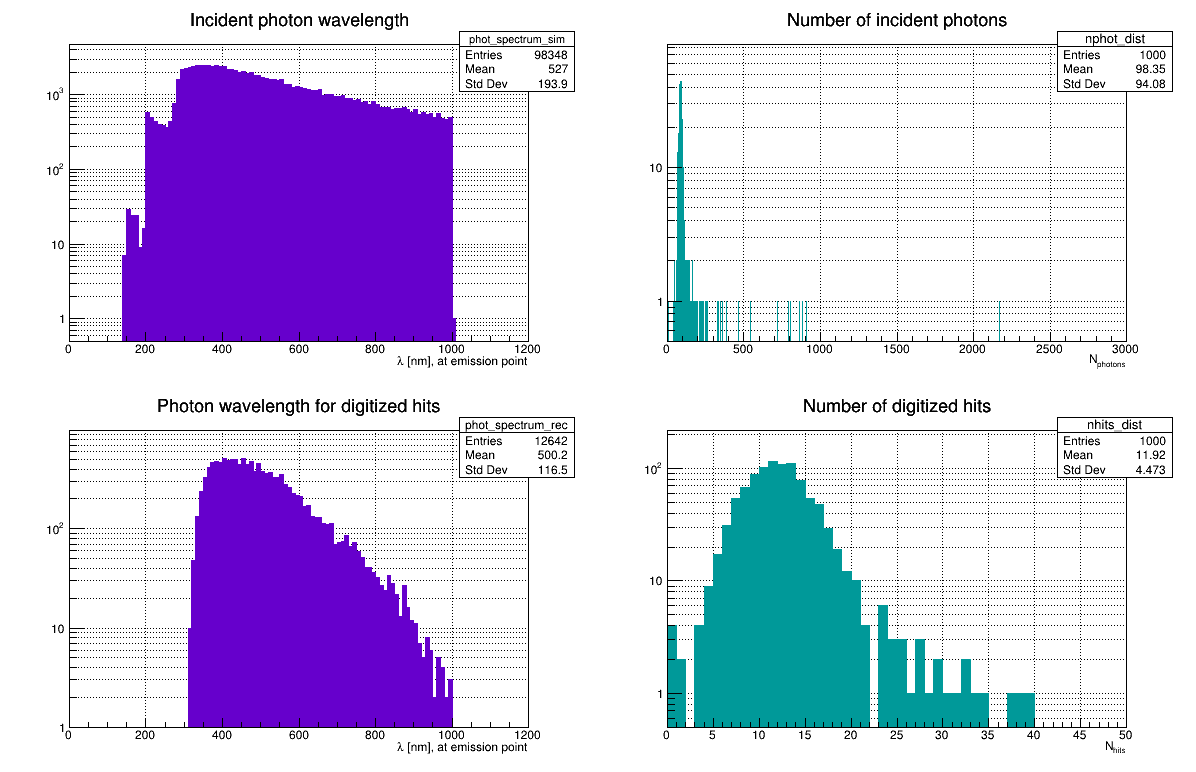 Incident photon wavelength
phot_spectrum_sim
Entries 98348
Mean 527
Std Dev 193.9
10³
10²
10
1
0 200 400 600 800 1000 1200
λ [nm], at emission point
Number of incident photons
nphot_dist
Entries 1000
Mean 98.35
Std Dev 94.08
10
1
0 500 1000 1500 2000 2500 3000
Nphotons
Photon wavelength for digitized hits
phot_spectrum_rec
Entries 12642
Mean 500.2
Std Dev 116.5
10²
10
1
0 200 400 600 800 1000 1200
λ [nm], at emission point
Number of digitized hits
nhits_dist
Entries 1000
Mean 11.92
Std Dev 4.473
10²
10
1
0 5 10 15 20 25 30 35 40 45 50
Nhits